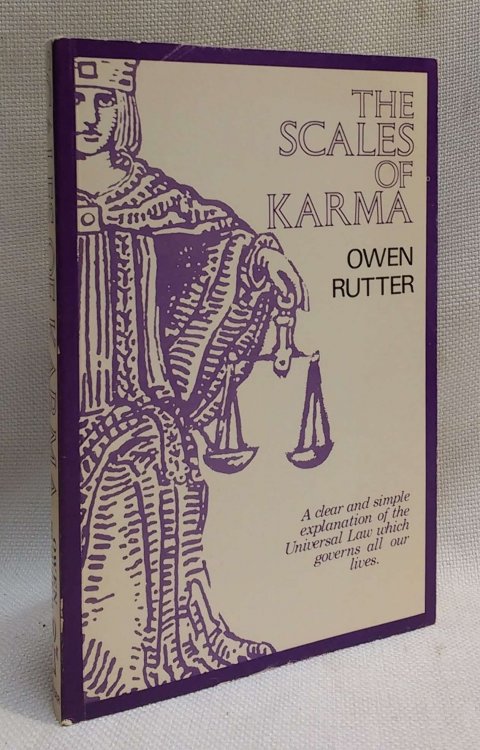 THE
SCALES
OF
KARMA
OWEN
RUTTER
A clear and simple
explanation of the
Universal Law which
governs all our
lives.